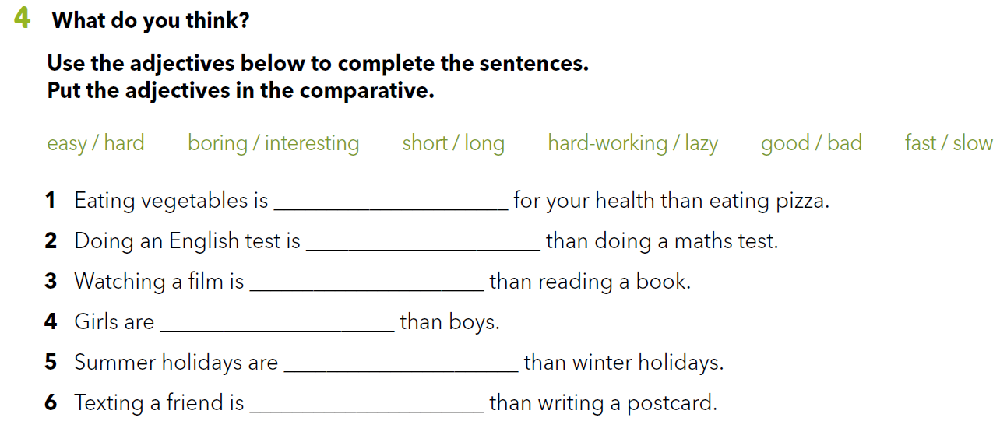 4 What do you think?
Use the adjectives below to complete the sentences.
Put the adjectives in the comparative.
easy / hard boring / interesting short / long hard-working / lazy good / bad fast / slow
1 Eating vegetables is ____________________ for your health than eating pizza.
2 Doing an English test is ____________________ than doing a maths test.
3 Watching a film is ____________________ than reading a book.
4 Girls are ____________________ than boys.
5 Summer holidays are ____________________ than winter holidays.
6 Texting a friend is ____________________ than writing a postcard.